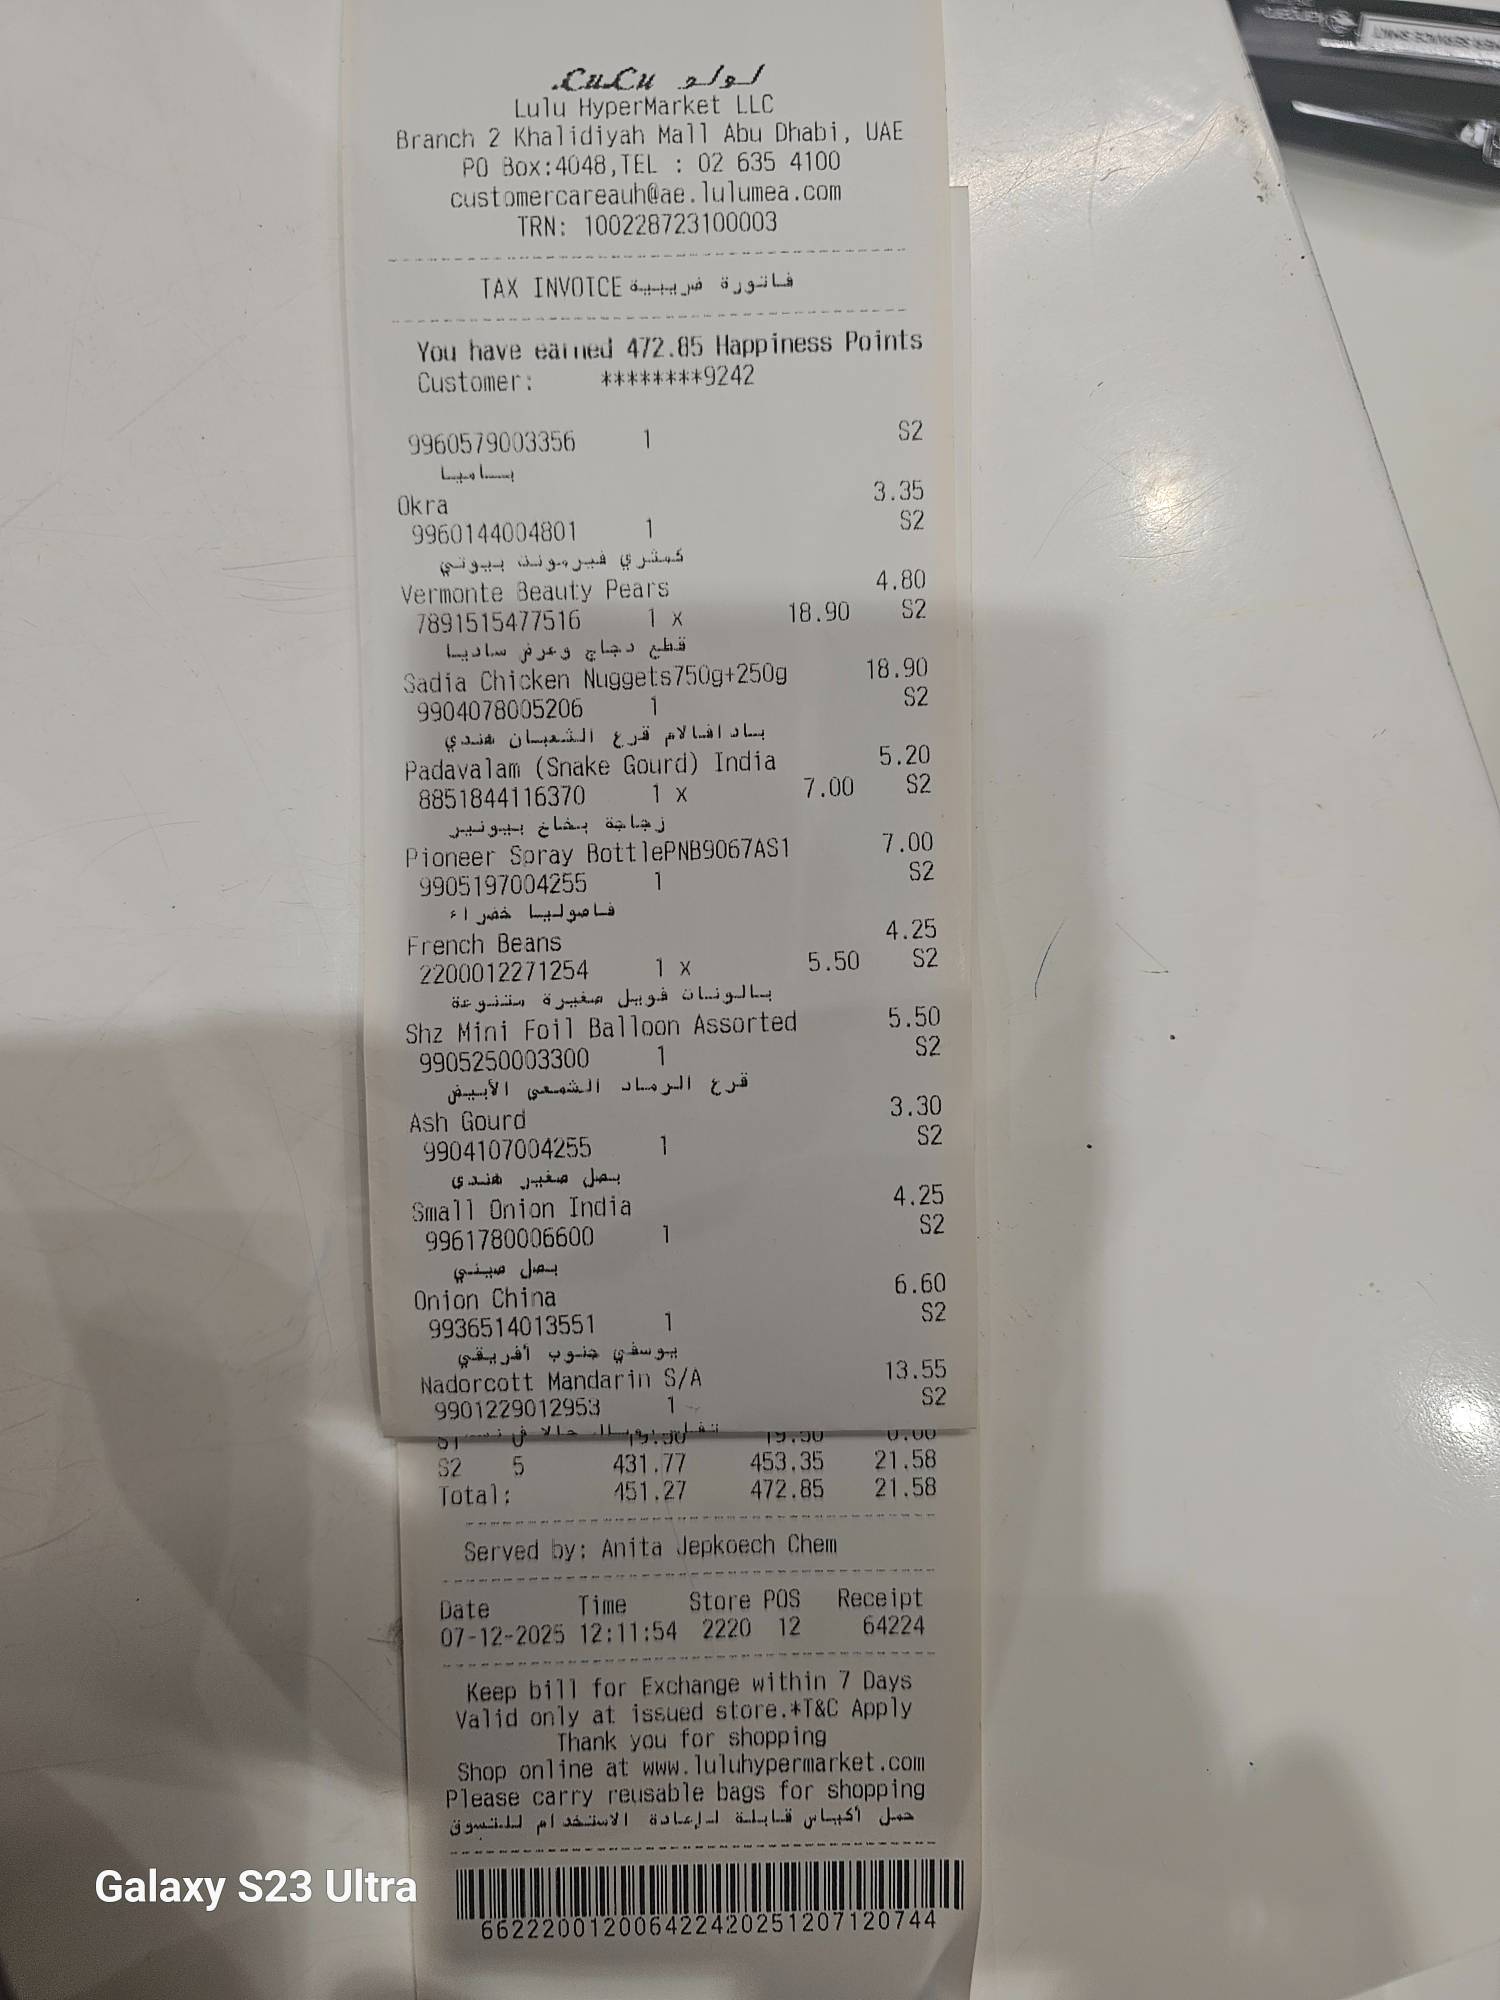 لولو LuLu.
Lulu HyperMarket LLC
Branch 2 Khalidiyah Mall Abu Dhabi, UAE
PO Box:4048,TEL : 02 635 4100
customercareauh@ae.lulumea.com
TRN: 100228723100003
TAX INVOICE فاتورة ضريبية
You have earned 472.85 Happiness Points
Customer: ********9242
9960579003356 1 S2
باميا
Okra 3.35
9960144004801 1 S2
كمثري فيرمونت بيوتي
Vermonte Beauty Pears 4.80
7891515477516 1 x 18.90 S2
قطع دجاج وعرض ساديا
Sadia Chicken Nuggets750g+250g 18.90
9904078005206 1 S2
بادافالام قرع الثعبان هندي
Padavalam (Snake Gourd) India 5.20
8851844116370 1 x 7.00 S2
زجاجة بخاخ بيونير
Pioneer Spray BottlePNB9067AS1 7.00
9905197004255 1 S2
فاصوليا خضراء
French Beans 4.25
2200012271254 1 x 5.50 S2
بالونات فويل صغيرة متنوعة
Shz Mini Foil Balloon Assorted 5.50
9905250003300 1 S2
قرع الرماد الشمعي الأبيض
Ash Gourd 3.30
9904107004255 1 S2
بصل صغير هندي
Small Onion India 4.25
9961780006600 1 S2
بصل صيني
Onion China 6.60
9936514013551 1 S2
يوسفي جنوب أفريقي
Nadorcott Mandarin S/A 13.55
9901229012953 1 S2
S1 19.50 19.50 0.00
S2 5 431.77 453.35 21.58
Total: 451.27 472.85 21.58
Served by: Anita Jepkoech Chem
Date Time Store POS Receipt
07-12-2025 12:11:54 2220 12 64224
Keep bill for Exchange within 7 Days
Valid only at issued store.*T&C Apply
Thank you for shopping
Shop online at www.luluhypermarket.com
Please carry reusable bags for shopping
حمل أكياس قابلة لإعادة الاستخدام للتسوق
662220012006422420251207120744
Galaxy S23 Ultra